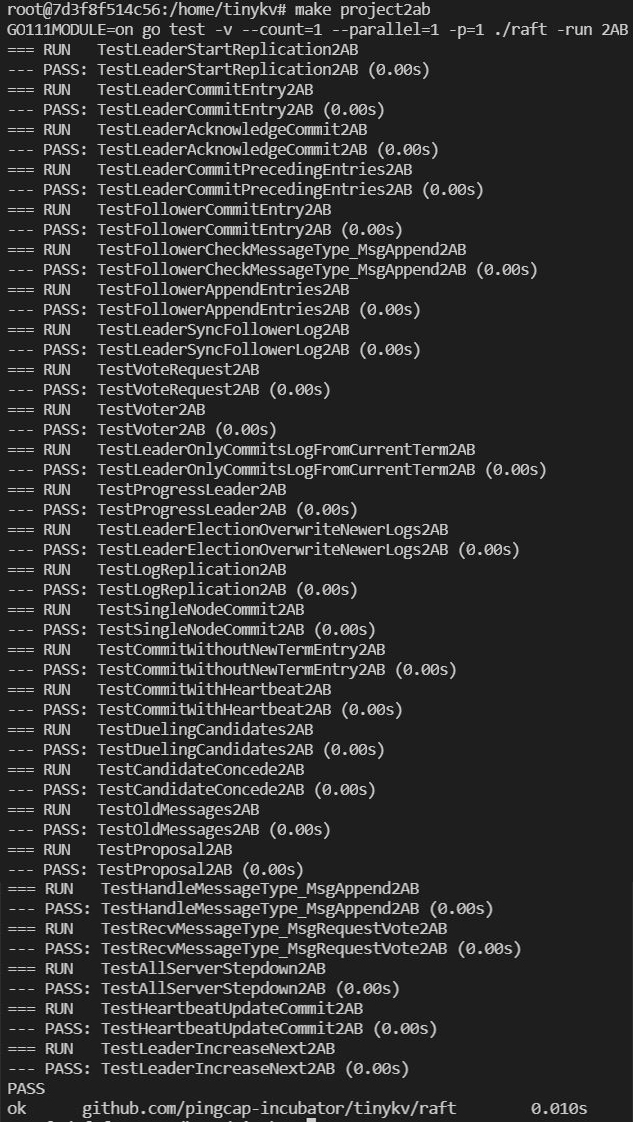 root@7d3f8f514c56:/home/tinykv# make project2ab
GO111MODULE=on go test -v --count=1 --parallel=1 -p=1 ./raft -run 2AB
=== RUN   TestLeaderStartReplication2AB
--- PASS: TestLeaderStartReplication2AB (0.00s)
=== RUN   TestLeaderCommitEntry2AB
--- PASS: TestLeaderCommitEntry2AB (0.00s)
=== RUN   TestLeaderAcknowledgeCommit2AB
--- PASS: TestLeaderAcknowledgeCommit2AB (0.00s)
=== RUN   TestLeaderCommitPrecedingEntries2AB
--- PASS: TestLeaderCommitPrecedingEntries2AB (0.00s)
=== RUN   TestFollowerCommitEntry2AB
--- PASS: TestFollowerCommitEntry2AB (0.00s)
=== RUN   TestFollowerCheckMessageType_MsgAppend2AB
--- PASS: TestFollowerCheckMessageType_MsgAppend2AB (0.00s)
=== RUN   TestFollowerAppendEntries2AB
--- PASS: TestFollowerAppendEntries2AB (0.00s)
=== RUN   TestLeaderSyncFollowerLog2AB
--- PASS: TestLeaderSyncFollowerLog2AB (0.00s)
=== RUN   TestVoteRequest2AB
--- PASS: TestVoteRequest2AB (0.00s)
=== RUN   TestVoter2AB
--- PASS: TestVoter2AB (0.00s)
=== RUN   TestLeaderOnlyCommitsLogFromCurrentTerm2AB
--- PASS: TestLeaderOnlyCommitsLogFromCurrentTerm2AB (0.00s)
=== RUN   TestProgressLeader2AB
--- PASS: TestProgressLeader2AB (0.00s)
=== RUN   TestLeaderElectionOverwriteNewerLogs2AB
--- PASS: TestLeaderElectionOverwriteNewerLogs2AB (0.00s)
=== RUN   TestLogReplication2AB
--- PASS: TestLogReplication2AB (0.00s)
=== RUN   TestSingleNodeCommit2AB
--- PASS: TestSingleNodeCommit2AB (0.00s)
=== RUN   TestCommitWithoutNewTermEntry2AB
--- PASS: TestCommitWithoutNewTermEntry2AB (0.00s)
=== RUN   TestCommitWithHeartbeat2AB
--- PASS: TestCommitWithHeartbeat2AB (0.00s)
=== RUN   TestDuelingCandidates2AB
--- PASS: TestDuelingCandidates2AB (0.00s)
=== RUN   TestCandidateConcede2AB
--- PASS: TestCandidateConcede2AB (0.00s)
=== RUN   TestOldMessages2AB
--- PASS: TestOldMessages2AB (0.00s)
=== RUN   TestProposal2AB
--- PASS: TestProposal2AB (0.00s)
=== RUN   TestHandleMessageType_MsgAppend2AB
--- PASS: TestHandleMessageType_MsgAppend2AB (0.00s)
=== RUN   TestRecvMessageType_MsgRequestVote2AB
--- PASS: TestRecvMessageType_MsgRequestVote2AB (0.00s)
=== RUN   TestAllServerStepdown2AB
--- PASS: TestAllServerStepdown2AB (0.00s)
=== RUN   TestHeartbeatUpdateCommit2AB
--- PASS: TestHeartbeatUpdateCommit2AB (0.00s)
=== RUN   TestLeaderIncreaseNext2AB
--- PASS: TestLeaderIncreaseNext2AB (0.00s)
PASS
ok      github.com/pingcap-incubator/tinykv/raft        0.010s